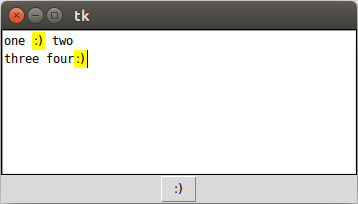 tk
one :) two
three four:)
:)